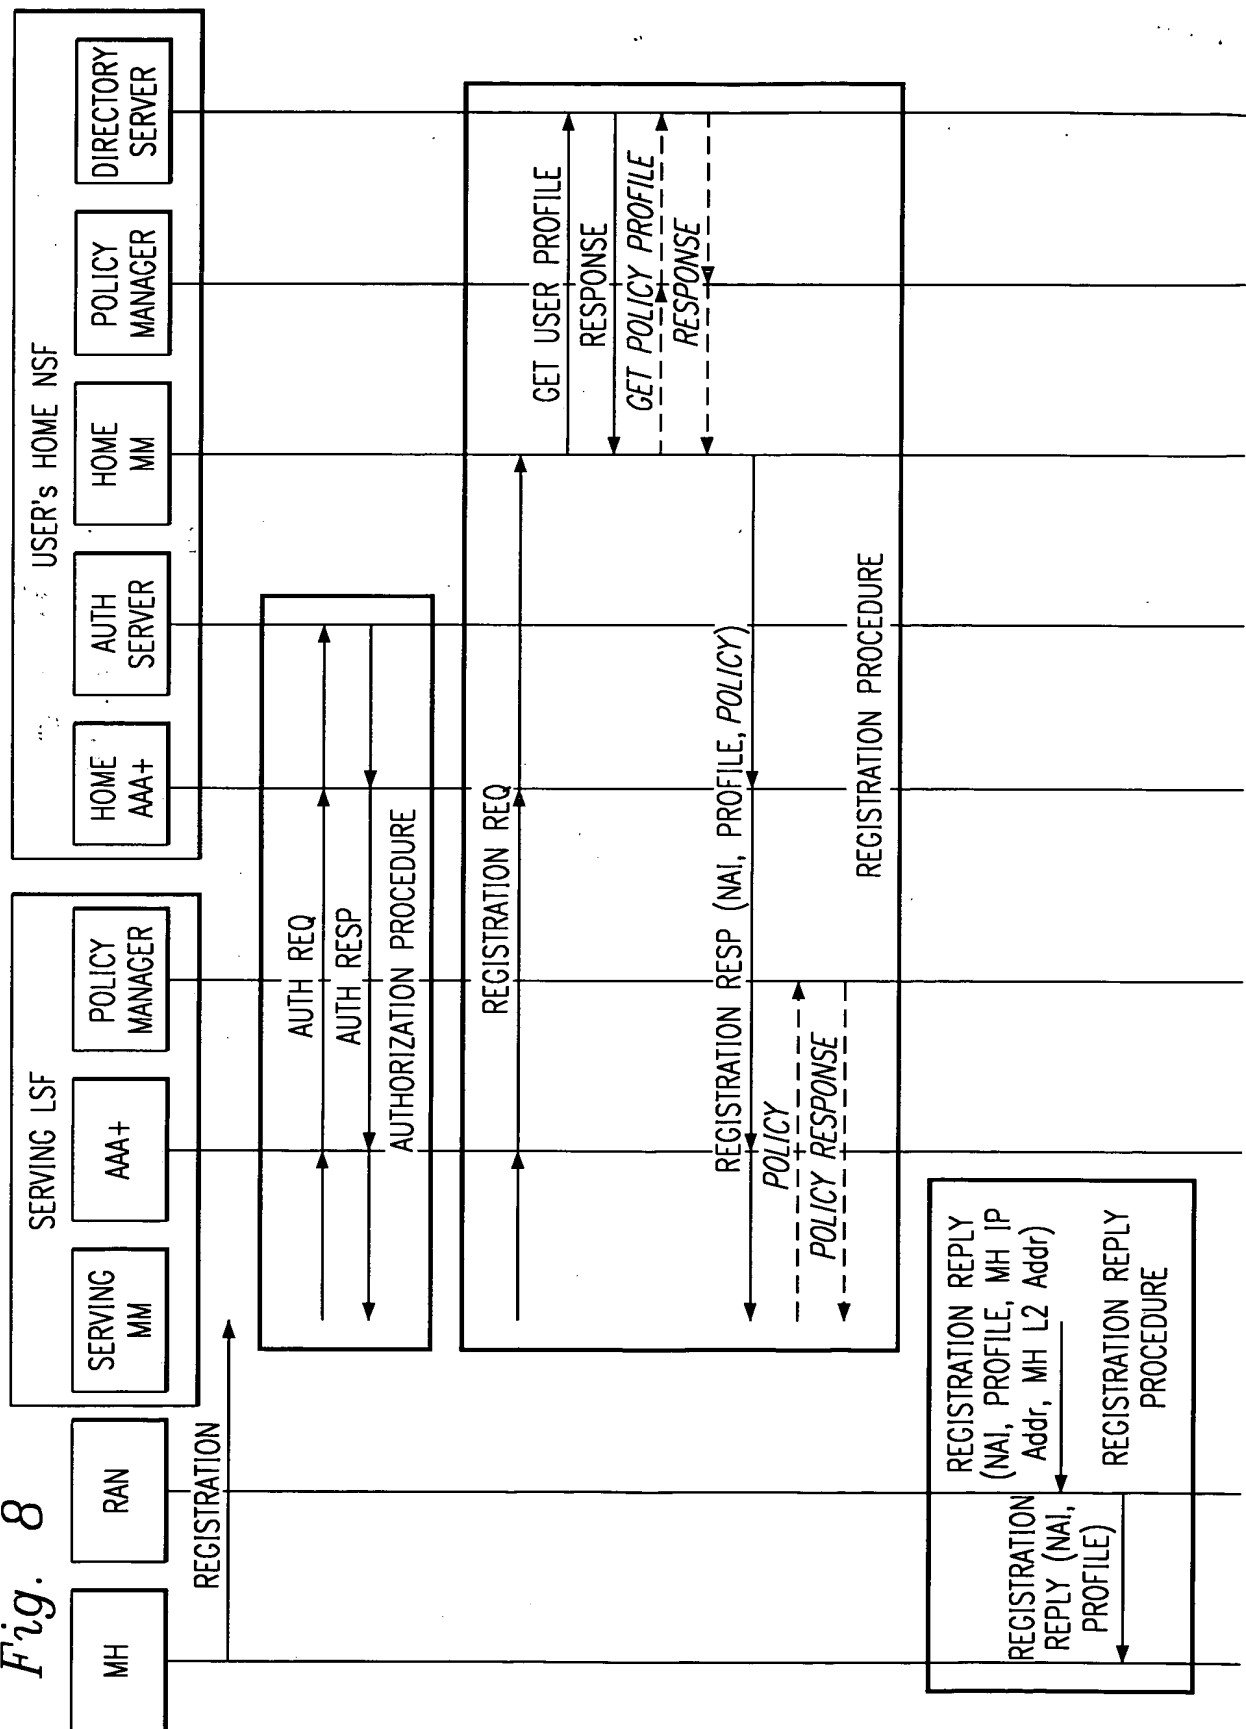 Fig. 8
MH
RAN
SERVING LSF
SERVING
MM
AAA+
POLICY
MANAGER
USER's HOME NSF
HOME
AAA+
AUTH
SERVER
HOME
MM
POLICY
MANAGER
DIRECTORY
SERVER
REGISTRATION
AUTH REQ
AUTH RESP
AUTHORIZATION PROCEDURE
REGISTRATION REQ
GET USER PROFILE
RESPONSE
GET POLICY PROFILE
RESPONSE
REGISTRATION RESP (NAI, PROFILE, POLICY)
POLICY
POLICY RESPONSE
REGISTRATION PROCEDURE
REGISTRATION REPLY
(NAI, PROFILE, MH IP
Addr, MH L2 Addr)
REGISTRATION
REPLY (NAI,
PROFILE)
REGISTRATION REPLY
PROCEDURE